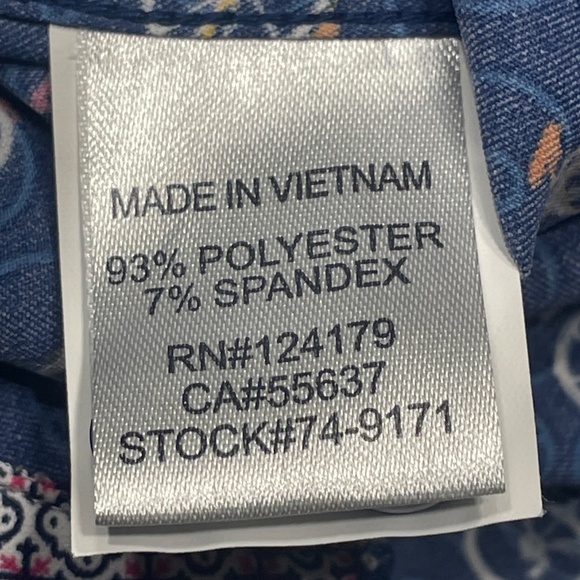 MADE IN VIETNAM
93% POLYESTER
7% SPANDEX
RN#124179
CA#55637
STOCK#74-9171